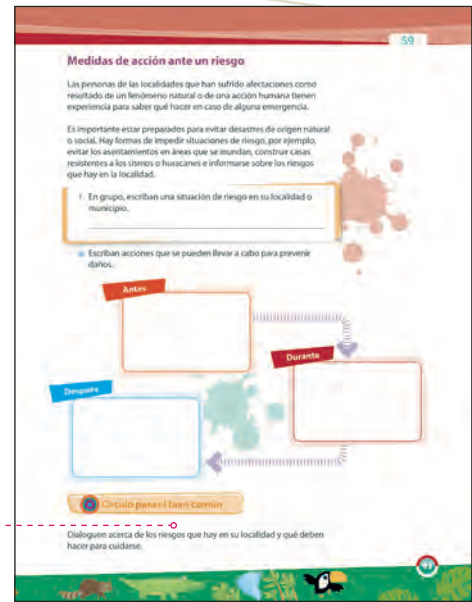 59
Medidas de acción ante un riesgo
Las personas de las localidades que han sufrido afectaciones como
resultado de un fenómeno natural o de una acción humana tienen
experiencia para saber qué hacer en caso de alguna emergencia.
Es importante estar preparados para evitar desastres de origen natural
o social. Hay formas de impedir situaciones de riesgo, por ejemplo,
evitar los asentamientos en áreas que se inundan, construir casas
resistentes a los sismos o huracanes e informarse sobre los riesgos
que hay en la localidad.
En grupo, escriban una situación de riesgo en su localidad o
municipio.
Escriban acciones que se pueden llevar a cabo para prevenir
daños.
Antes
Durante
Después
Círculo para el bien común
Dialoguen acerca de los riesgos que hay en su localidad y qué deben
hacer para cuidarse.